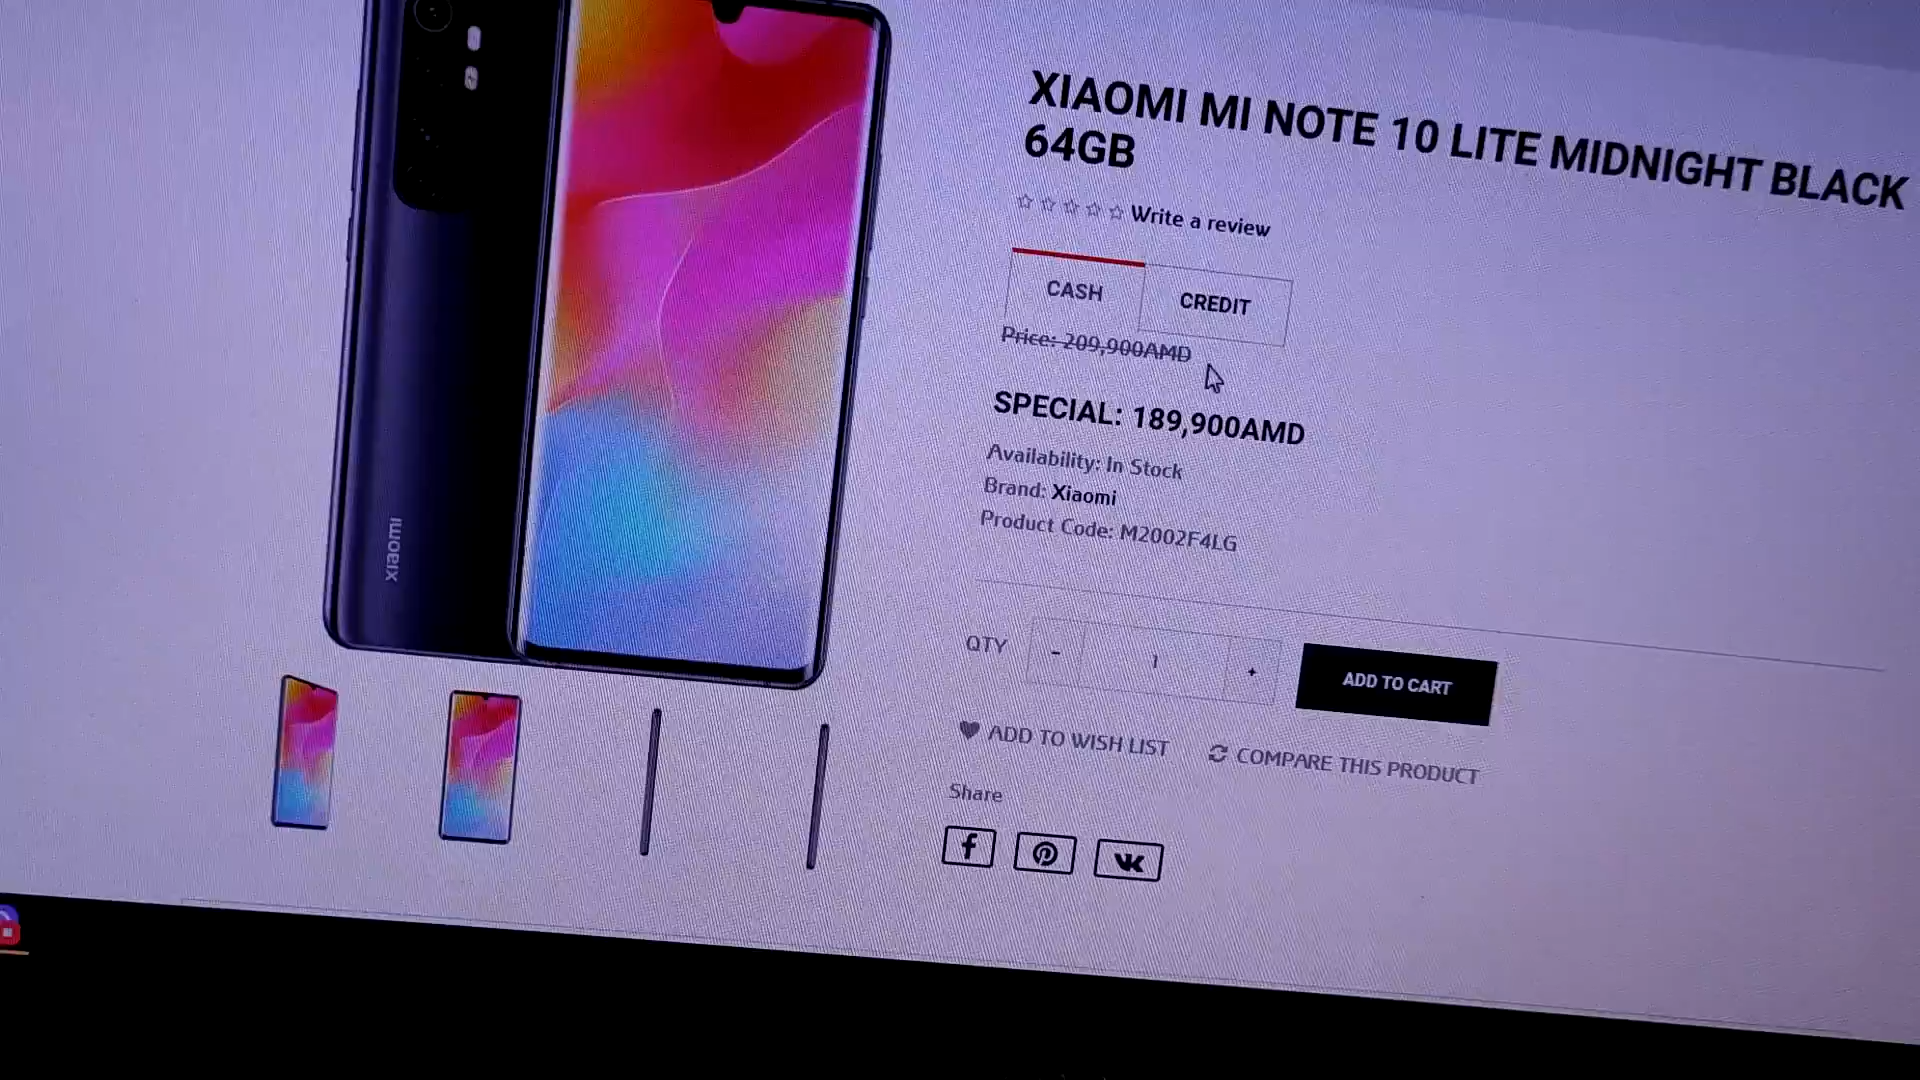 XIAOMI MI NOTE 10 LITE MIDNIGHT BLACK
64GB
Write a review
CASH
CREDIT
Price: 209,900AMD
SPECIAL: 189,900AMD
Availability: In Stock
Brand: Xiaomi
Product Code: M2002F4LG
QTY
-
1
+
ADD TO CART
ADD TO WISH LIST
COMPARE THIS PRODUCT
Share
xiaomi